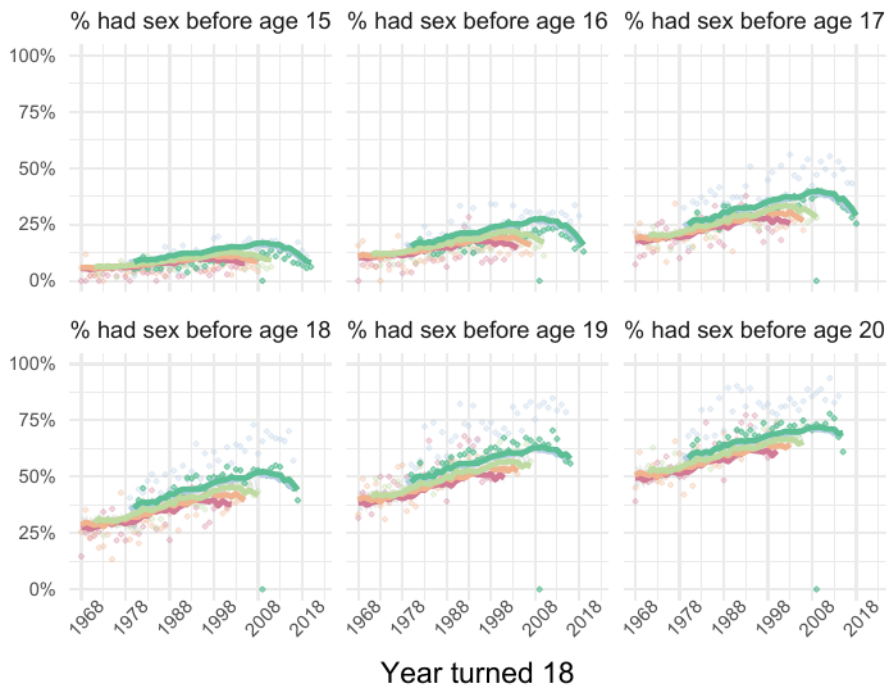 % had sex before age 15 % had sex before age 16 % had sex before age 17
100%
75%
50%
25%
0%
% had sex before age 18 % had sex before age 19 % had sex before age 20
100%
75%
50%
25%
0%
1968 1978 1988 1998 2008 2018 1968 1978 1988 1998 2008 2018 1968 1978 1988 1998 2008 2018
Year turned 18